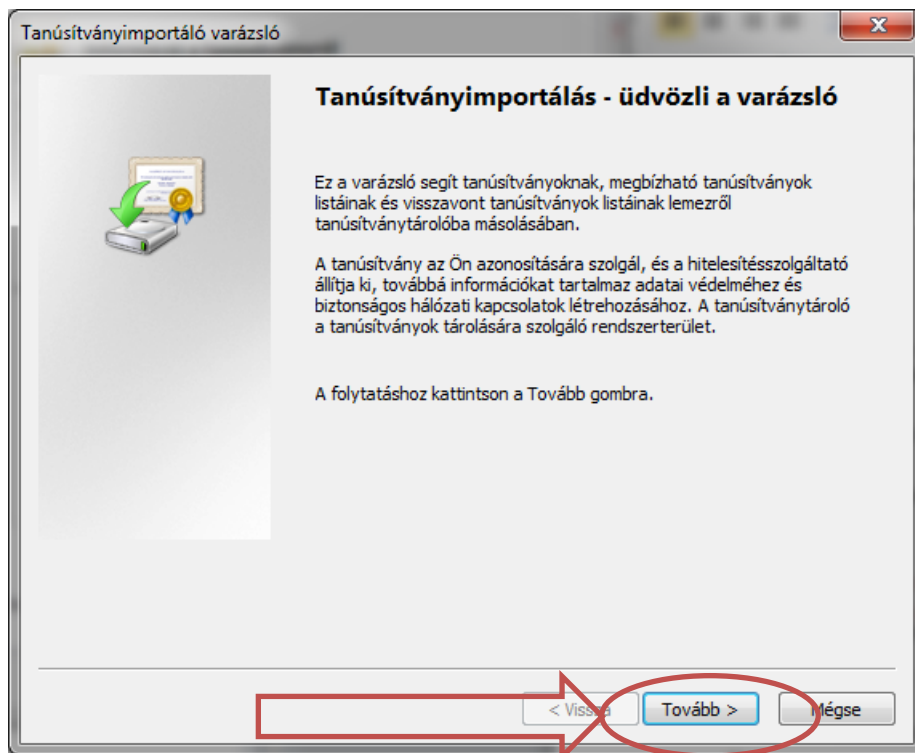 Tanúsítványimportáló varázsló
Tanúsítványimportálás - üdvözli a varázsló
Ez a varázsló segít tanúsítványoknak, megbízható tanúsítványok
listáinak és visszavont tanúsítványok listáinak lemezről
tanúsítványtárolóba másolásában.
A tanúsítvány az Ön azonosítására szolgál, és a hitelesítésszolgáltató
állítja ki, továbbá információkat tartalmaz adatai védelméhez és
biztonságos hálózati kapcsolatok létrehozásához. A tanúsítványtároló
a tanúsítványok tárolására szolgáló rendszerterület.
A folytatáshoz kattintson a Tovább gombra.
< Vissza Tovább > Mégse